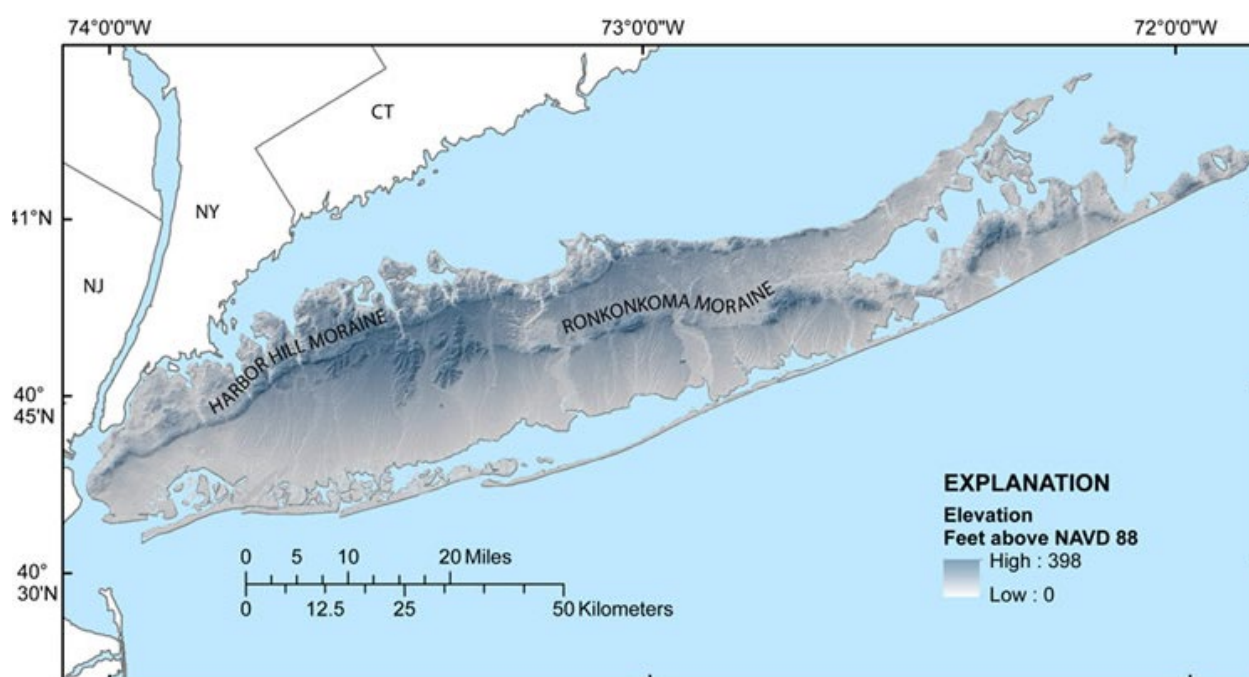 74°0'0"W 73°0'0"W 72°0'0"W
CT
NY
41°N
NJ
HARBOR HILL MORAINE
RONKONKOMA MORAINE
40°
45'N
EXPLANATION
Elevation
Feet above NAVD 88
High : 398
Low : 0
0 5 10 20 Miles
0 12.5 25 50 Kilometers
40°
30'N